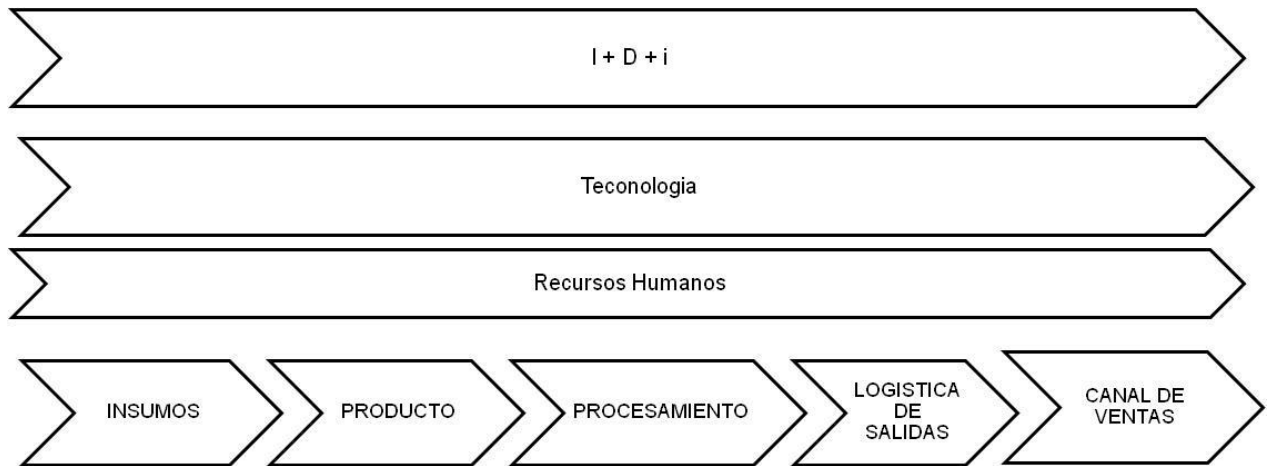 I + D + i
Teconologia
Recursos Humanos
INSUMOS
PRODUCTO
PROCESAMIENTO
LOGISTICA
DE
SALIDAS
CANAL DE
VENTAS